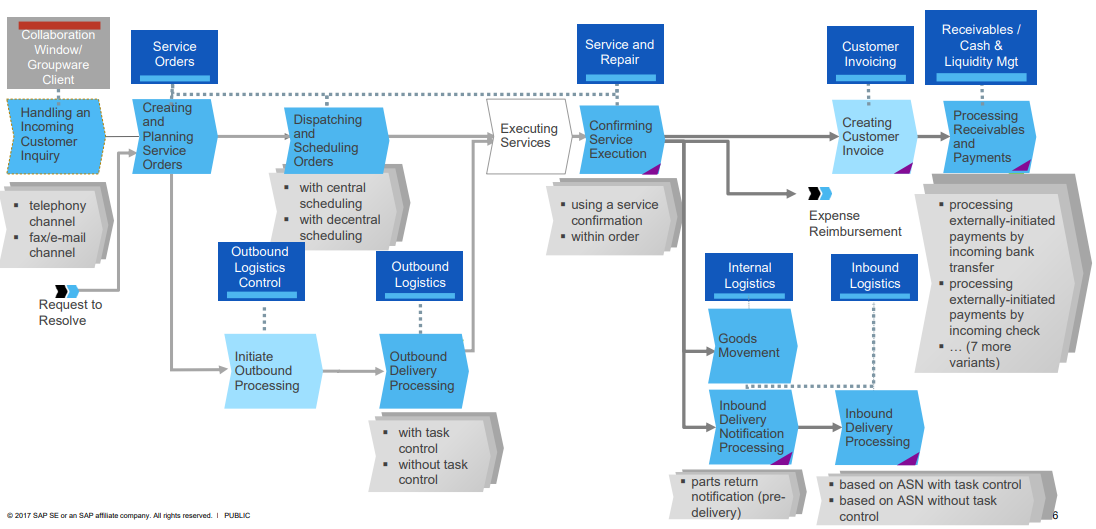 Collaboration
Window/
Groupware
Client
Service
Orders
Service and
Repair
Customer
Invoicing
Receivables /
Cash &
Liquidity Mgt
Handling an
Incoming
Customer
Inquiry
Creating
and
Planning
Service
Orders
Dispatching
and
Scheduling
Orders
Executing
Services
Confirming
Service
Execution
Creating
Customer
Invoice
Processing
Receivables
and
Payments
▪ telephony
channel
▪ fax/e-mail
channel
▪ with central
scheduling
▪ with decentral
scheduling
▪ using a service
confirmation
▪ within order
Expense
Reimbursement
▪ processing
externally-initiated
payments by
incoming bank
transfer
▪ processing
externally-initiated
payments by
incoming check
▪ … (7 more
variants)
Request to
Resolve
Outbound
Logistics
Control
Outbound
Logistics
Internal
Logistics
Inbound
Logistics
Initiate
Outbound
Processing
Outbound
Delivery
Processing
Goods
Movement
▪ with task
control
▪ without task
control
Inbound
Delivery
Notification
Processing
Inbound
Delivery
Processing
▪ parts return
notification (pre-
delivery)
▪ based on ASN with task control
▪ based on ASN without task
control
© 2017 SAP SE or an SAP affiliate company. All rights reserved. ǀ PUBLIC
6